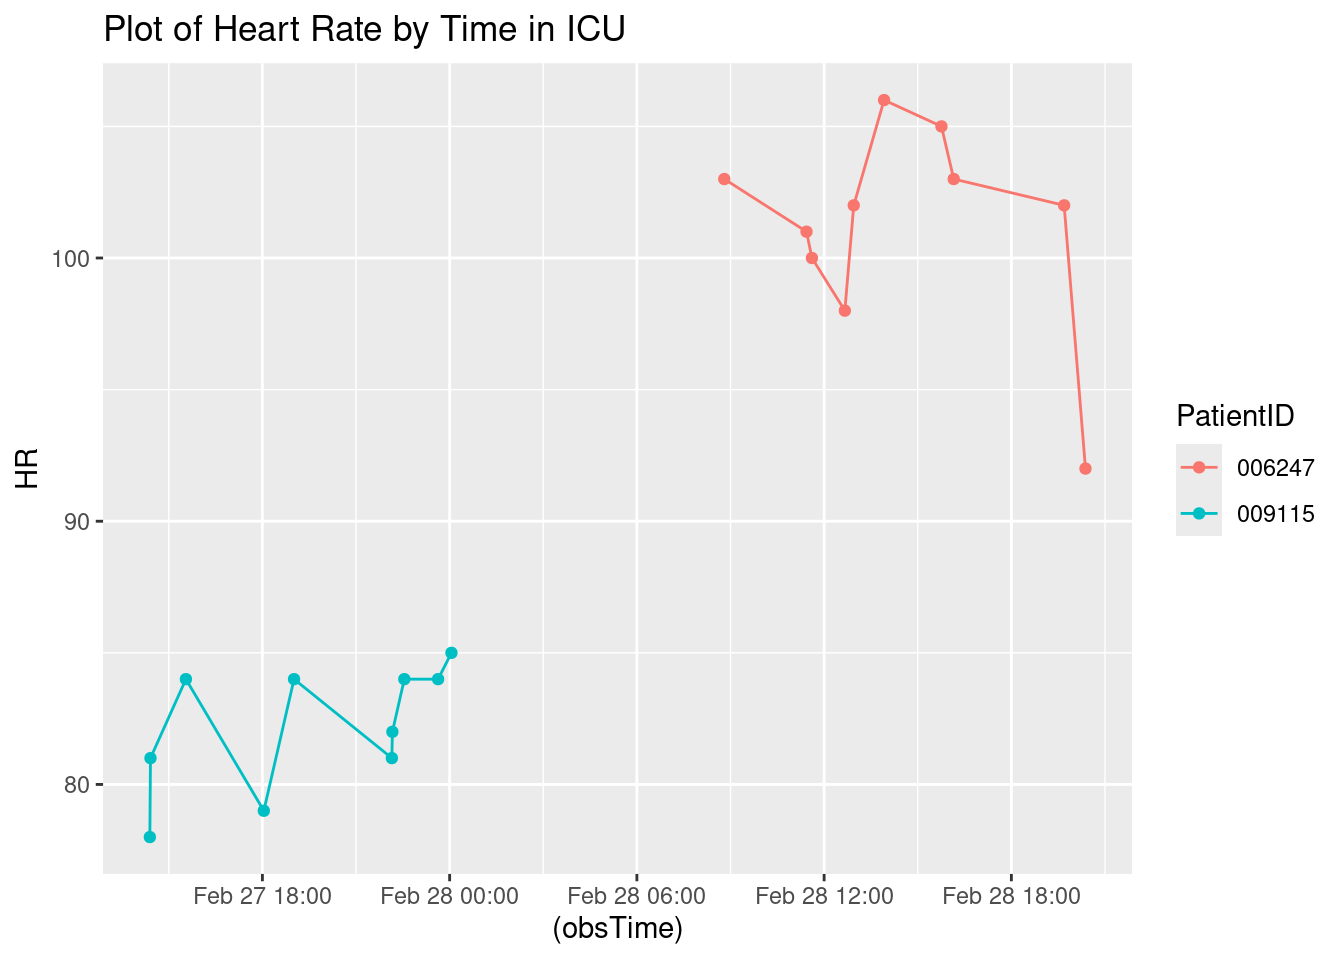 Plot of Heart Rate by Time in ICU
HR
100
90
80
Feb 27 18:00 Feb 28 00:00 Feb 28 06:00 Feb 28 12:00 Feb 28 18:00
(obsTime)
PatientID
006247
009115